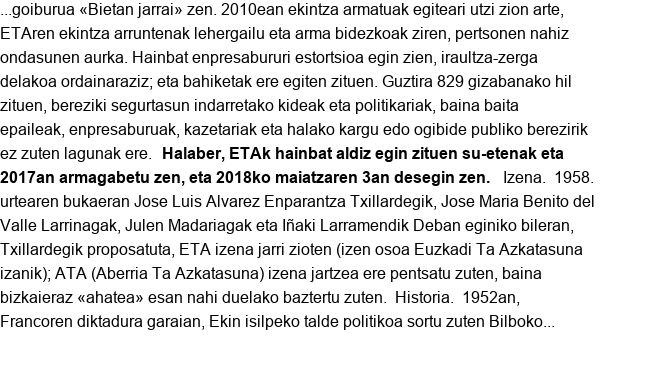 ...goiburua «Bietan jarrai» zen. 2010ean ekintza armatuak egiteari utzi zion arte,
ETAren ekintza arruntenak lehergailu eta arma bidezkoak ziren, pertsonen nahiz
ondasunen aurka. Hainbat enpresabururi estortsioa egin zien, iraultza-zerga
delakoa ordainaraziz; eta bahiketak ere egiten zituen. Guztira 829 gizabanako hil
zituen, bereziki segurtasun indarretako kideak eta politikariak, baina baita
epaileak, enpresaburuak, kazetariak eta halako kargu edo ogibide publiko berezirik
ez zuten lagunak ere. Halaber, ETAk hainbat aldiz egin zituen su-etenak eta
2017an armagabetu zen, eta 2018ko maiatzaren 3an desegin zen. Izena. 1958.
urtearen bukaeran Jose Luis Alvarez Enparantza Txillardegik, Jose Maria Benito del
Valle Larrinagak, Julen Madariagak eta Iñaki Larramendik Deban eginiko bileran,
Txillardegik proposatuta, ETA izena jarri zioten (izen osoa Euzkadi Ta Azkatasuna
izanik); ATA (Aberria Ta Azkatasuna) izena jartzea ere pentsatu zuten, baina
bizkaieraz «ahatea» esan nahi duelako baztertu zuten. Historia. 1952an,
Francoren diktadura garaian, Ekin isilpeko talde politikoa sortu zuten Bilboko...